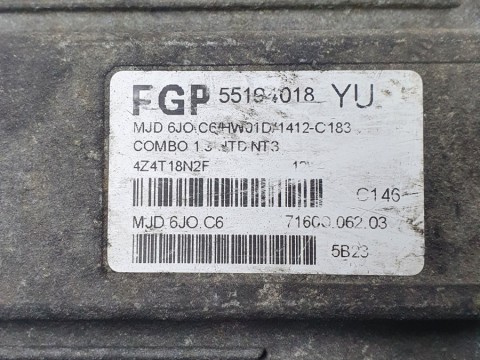 FGP 55194018 YU
MJD 6JO.C6/HW01D/1412-C183
COMBO 1.3 JTD NT3
4Z4T18N2F
C146
MJD 6JO.C6 71600.062.03
5B23